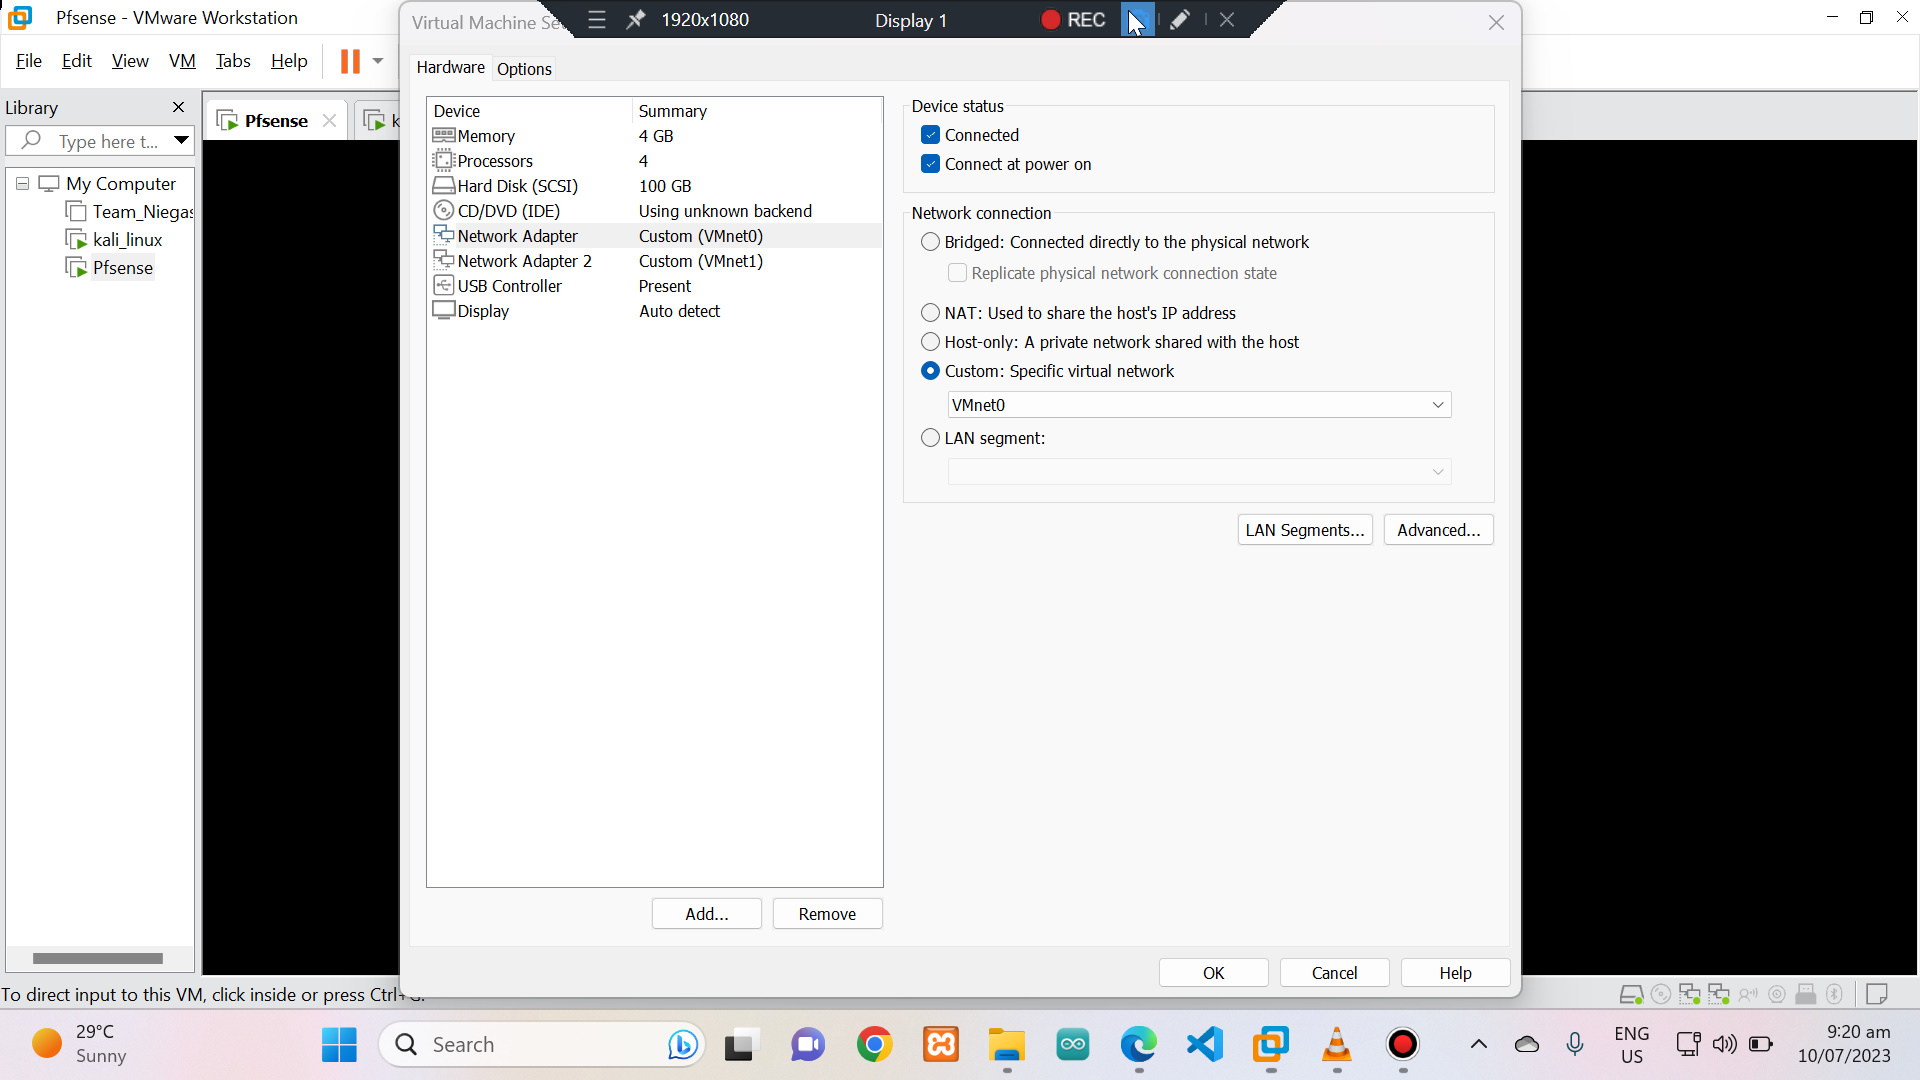 Pfsense - VMware Workstation
Virtual Machine Se
1920x1080
Display 1
REC
File Edit View VM Tabs Help
Hardware
Options
Library
Pfsense
k
Type here t...
My Computer
Team_Niegas
kali_linux
Pfsense
Device Summary
Memory 4 GB
Processors 4
Hard Disk (SCSI) 100 GB
CD/DVD (IDE) Using unknown backend
Network Adapter Custom (VMnet0)
Network Adapter 2 Custom (VMnet1)
USB Controller Present
Display Auto detect
Device status
Connected
Connect at power on
Network connection
Bridged: Connected directly to the physical network
Replicate physical network connection state
NAT: Used to share the host's IP address
Host-only: A private network shared with the host
Custom: Specific virtual network
VMnet0
LAN segment:
LAN Segments...
Advanced...
Add...
Remove
OK
Cancel
Help
To direct input to this VM, click inside or press Ctrl+G.
29°C
Sunny
Search
ENG
US
9:20 am
10/07/2023